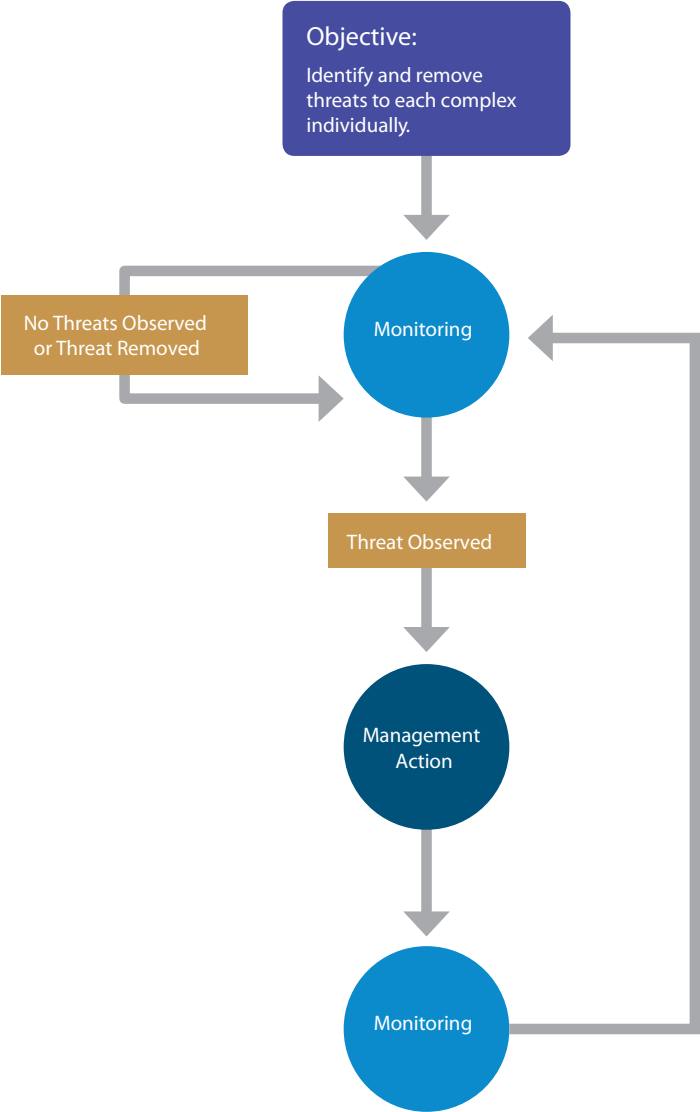 Objective:
Identify and remove
threats to each complex
individually.
Monitoring
No Threats Observed
or Threat Removed
Threat Observed
Management
Action
Monitoring